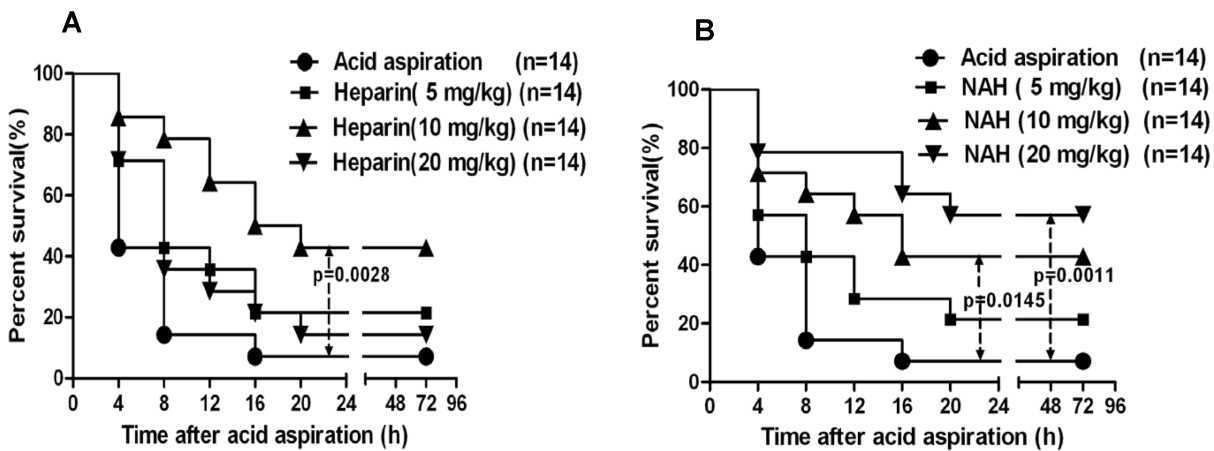 A
Acid aspiration (n=14)
Heparin( 5 mg/kg) (n=14)
Heparin(10 mg/kg) (n=14)
Heparin(20 mg/kg) (n=14)
Percent survival(%)
100
80
60
40
20
0
p=0.0028
0 4 8 12 16 20 24 48 72 96
Time after acid aspiration (h)
B
Acid aspiration (n=14)
NAH ( 5 mg/kg) (n=14)
NAH (10 mg/kg) (n=14)
NAH (20 mg/kg) (n=14)
Percent survival(%)
100
80
60
40
20
0
p=0.0011
p=0.0145
0 4 8 12 16 20 24 48 72 96
Time after acid aspiration (h)